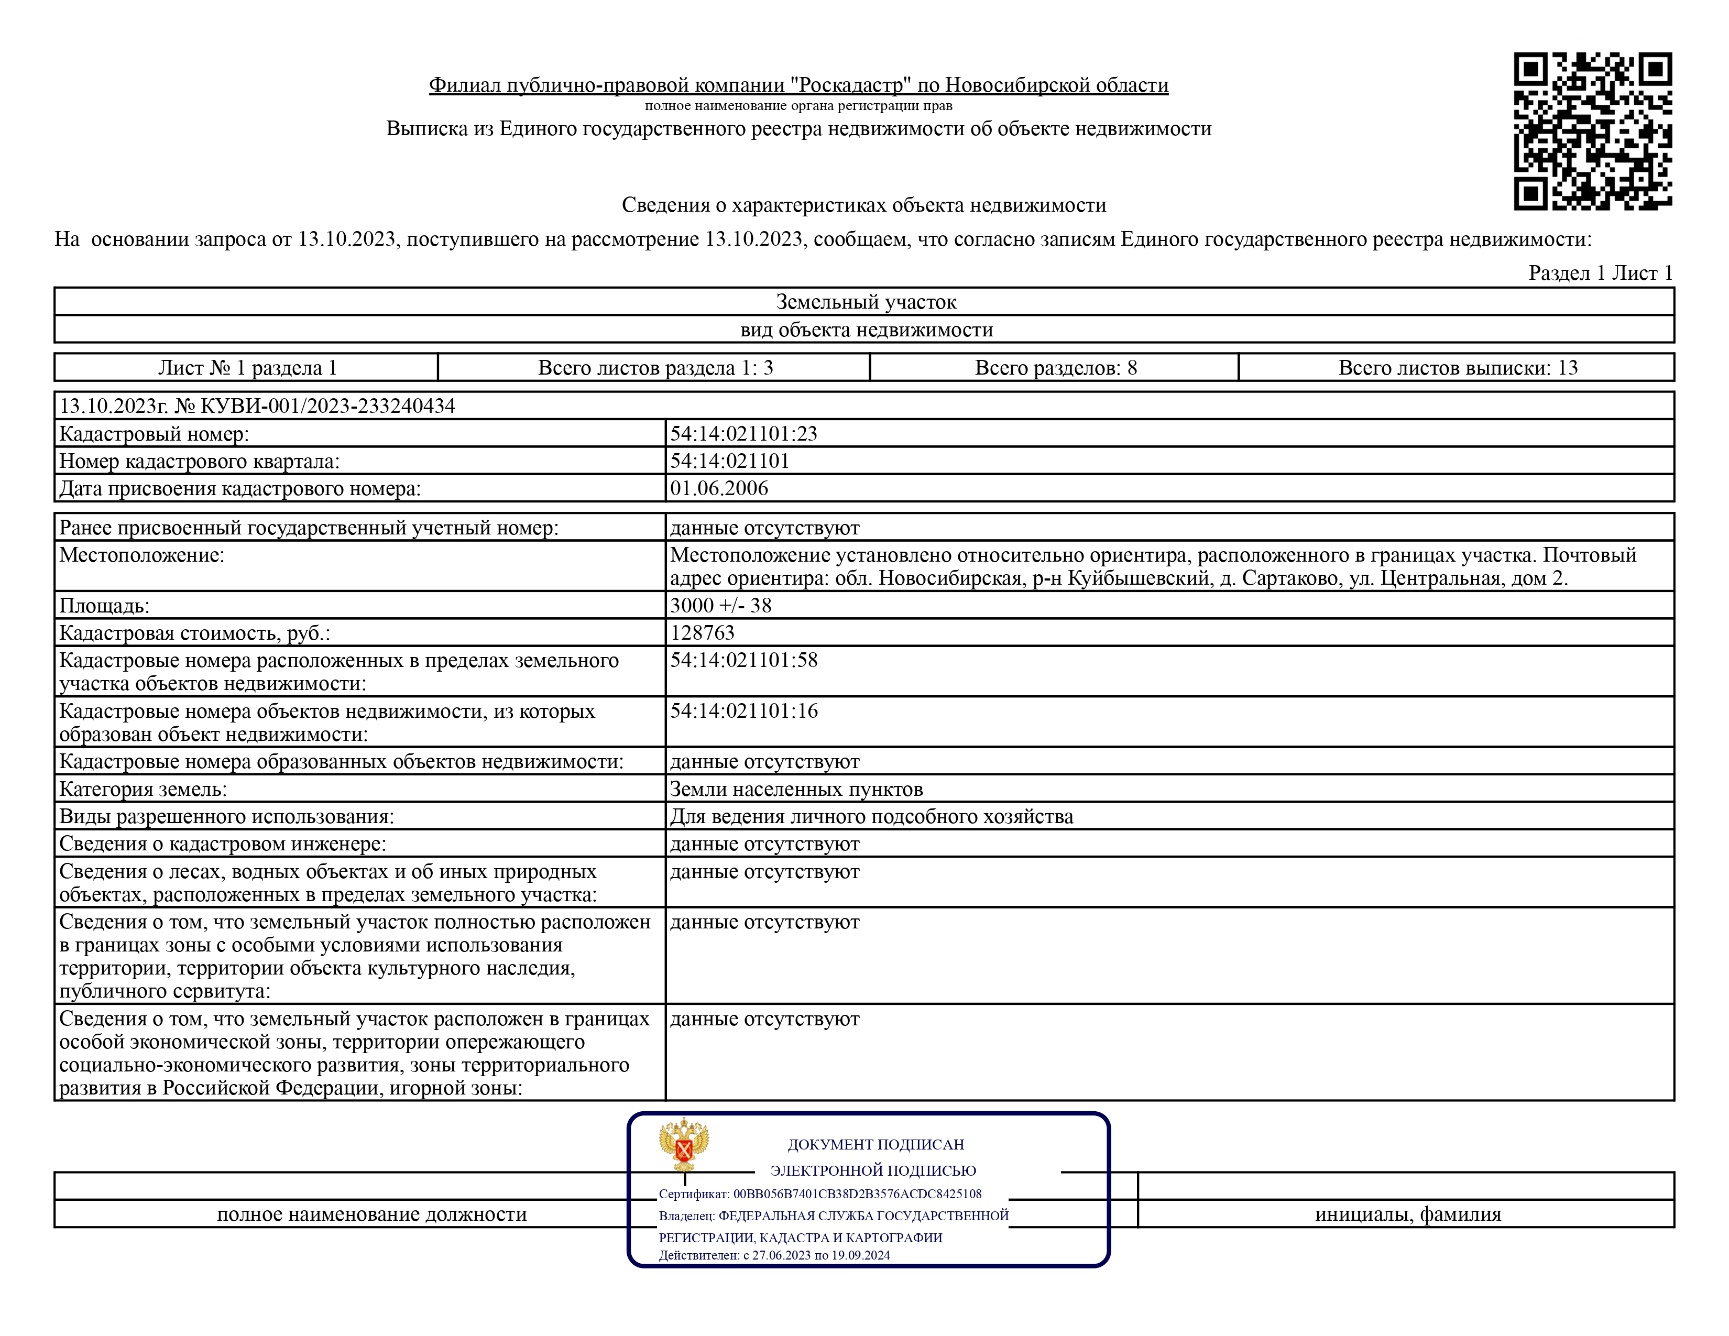 Филиал публично-правовой компании "Роскадастр" по Новосибирской области
полное наименование органа регистрации прав
Выписка из Единого государственного реестра недвижимости об объекте недвижимости
Сведения о характеристиках объекта недвижимости
На основании запроса от 13.10.2023, поступившего на рассмотрение 13.10.2023, сообщаем, что согласно записям Единого государственного реестра недвижимости:
Раздел 1 Лист 1
Земельный участок
вид объекта недвижимости
Лист № 1 раздела 1 Всего листов раздела 1: 3 Всего разделов: 8 Всего листов выписки: 13
13.10.2023г. № КУВИ-001/2023-233240434
Кадастровый номер: 54:14:021101:23
Номер кадастрового квартала: 54:14:021101
Дата присвоения кадастрового номера: 01.06.2006
Ранее присвоенный государственный учетный номер: данные отсутствуют
Местоположение: Местоположение установлено относительно ориентира, расположенного в границах участка. Почтовый
адрес ориентира: обл. Новосибирская, р-н Куйбышевский, д. Сартаково, ул. Центральная, дом 2.
Площадь: 3000 +/- 38
Кадастровая стоимость, руб.: 128763
Кадастровые номера расположенных в пределах земельного 54:14:021101:58
участка объектов недвижимости:
Кадастровые номера объектов недвижимости, из которых 54:14:021101:16
образован объект недвижимости:
Кадастровые номера образованных объектов недвижимости: данные отсутствуют
Категория земель: Земли населенных пунктов
Виды разрешенного использования: Для ведения личного подсобного хозяйства
Сведения о кадастровом инженере: данные отсутствуют
Сведения о лесах, водных объектах и об иных природных данные отсутствуют
объектах, расположенных в пределах земельного участка:
Сведения о том, что земельный участок полностью расположен данные отсутствуют
в границах зоны с особыми условиями использования
территории, территории объекта культурного наследия,
публичного сервитута:
Сведения о том, что земельный участок расположен в границах данные отсутствуют
особой экономической зоны, территории опережающего
социально-экономического развития, зоны территориального
развития в Российской Федерации, игорной зоны:
ДОКУМЕНТ ПОДПИСАН
ЭЛЕКТРОННОЙ ПОДПИСЬЮ
Сертификат: 00BB056B7401CB38D2B3576ACDC8425108
Владелец: ФЕДЕРАЛЬНАЯ СЛУЖБА ГОСУДАРСТВЕННОЙ
РЕГИСТРАЦИИ, КАДАСТРА И КАРТОГРАФИИ
Действителен: с 27.06.2023 по 19.09.2024
полное наименование должности инициалы, фамилия